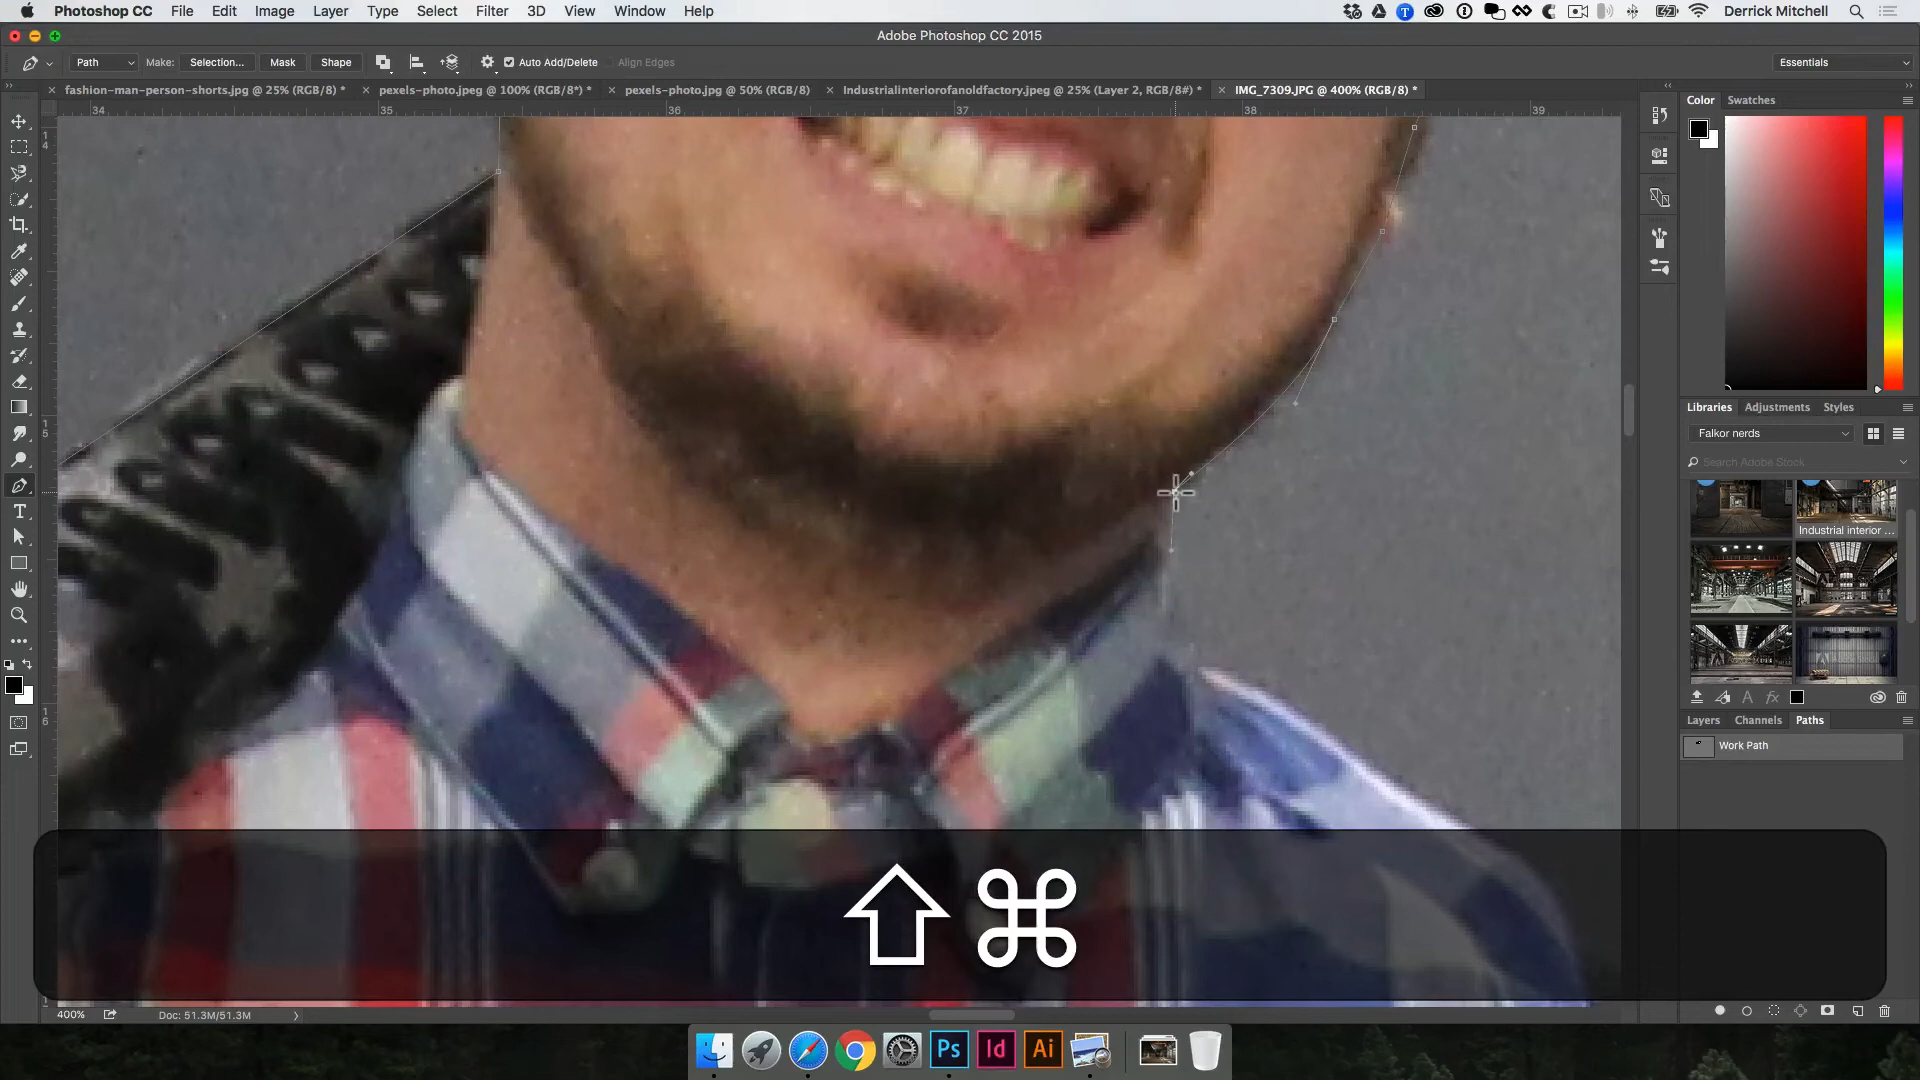 Photoshop CC File Edit Image Layer Type Select Filter 3D View Window Help Derrick Mitchell
Adobe Photoshop CC 2015
Path Make: Selection... Mask Shape Auto Add/Delete Align Edges Essentials
fashion-man-person-shorts.jpg @ 25% (RGB/8) * pexels-photo.jpeg @ 100% (RGB/8*) * pexels-photo.jpg @ 50% (RGB/8) Industrialinteriorofanoldfactory.jpeg @ 25% (Layer 2, RGB/8#) * IMG_7309.JPG @ 400% (RGB/8) *
34 35 36 37 38 39
Color Swatches
Libraries Adjustments Styles
Falkor nerds
Search Adobe Stock
Industrial interior ...
Layers Channels Paths
Work Path
400% Doc: 51.3M/51.3M
Ps Id Ai